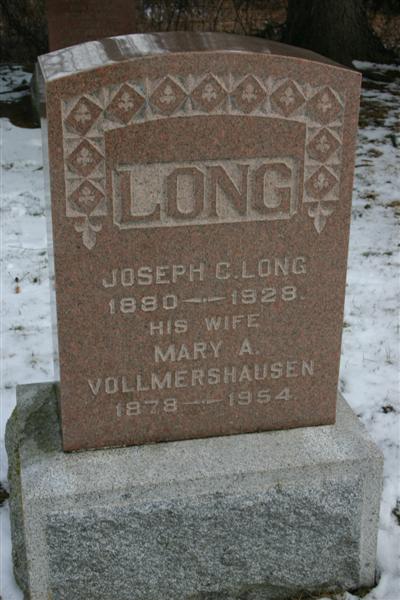 LONG
JOSEPH C. LONG
1880 — 1928.
HIS WIFE
MARY A.
VOLLMERSHAUSEN
1878 — 1954.